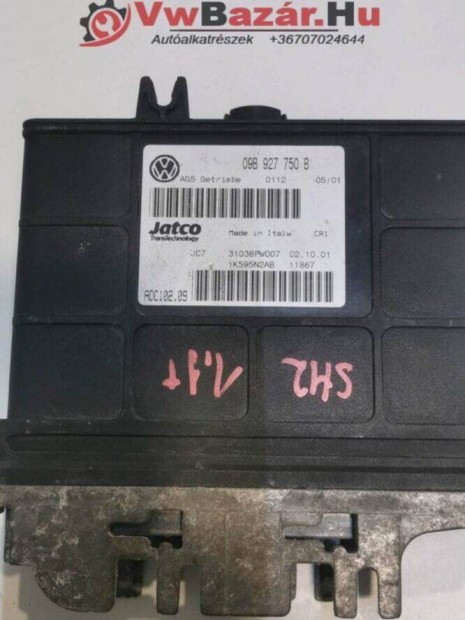 VwBazár.Hu
Autóalkatrészek +36707024644
09B 927 750 B
AG5 Getriebe 0112 05/01
Jatco
TransTechnology
Made in Italy CR1
JC7 31036PW007 02.10.01
1K595N2AB 11867
ADC102.09
1.9t
SH2